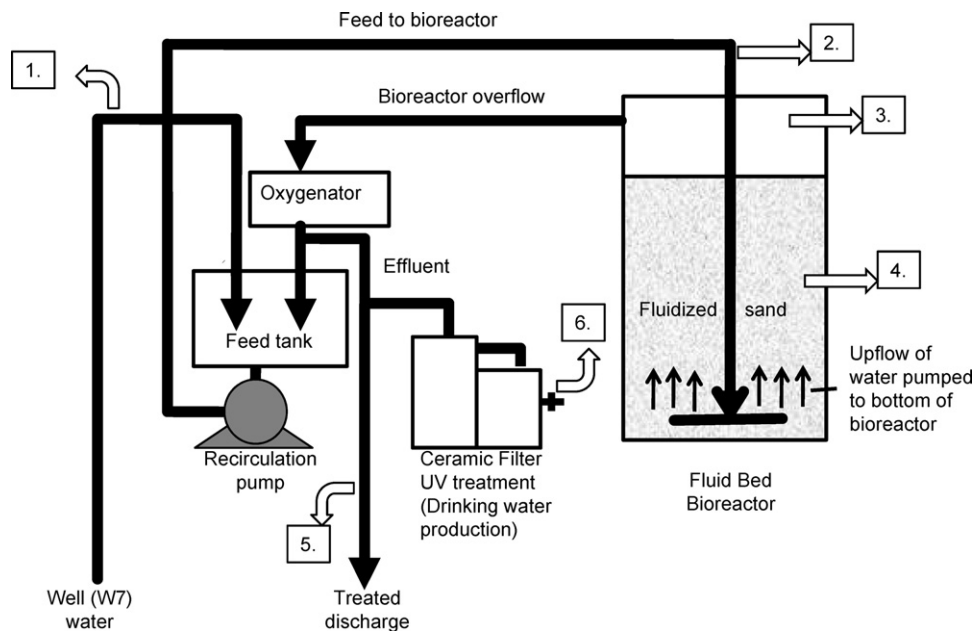 Feed to bioreactor
1.
2.
Bioreactor overflow
3.
Oxygenator
Effluent
4.
6.
Fluidized sand
Feed tank
Upflow of
water pumped
to bottom of
bioreactor
Recirculation
pump
Ceramic Filter
UV treatment
(Drinking water
production)
Fluid Bed
Bioreactor
5.
Well (W7)
water
Treated
discharge